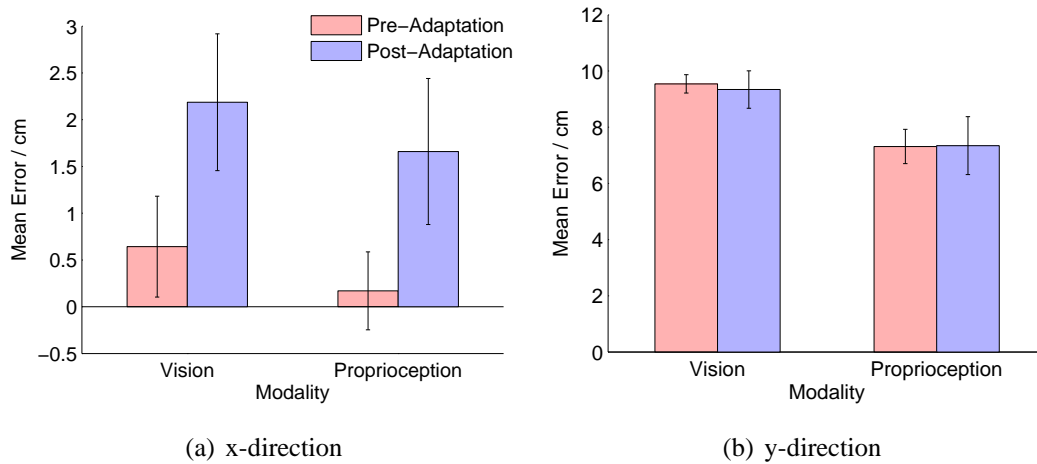 3
2.5
2
1.5
1
0.5
0
−0.5
Mean Error / cm
Pre−Adaptation
Post−Adaptation
Vision
Proprioception
Modality
(a) x-direction
12
10
8
6
4
2
0
Mean Error / cm
Vision
Proprioception
Modality
(b) y-direction